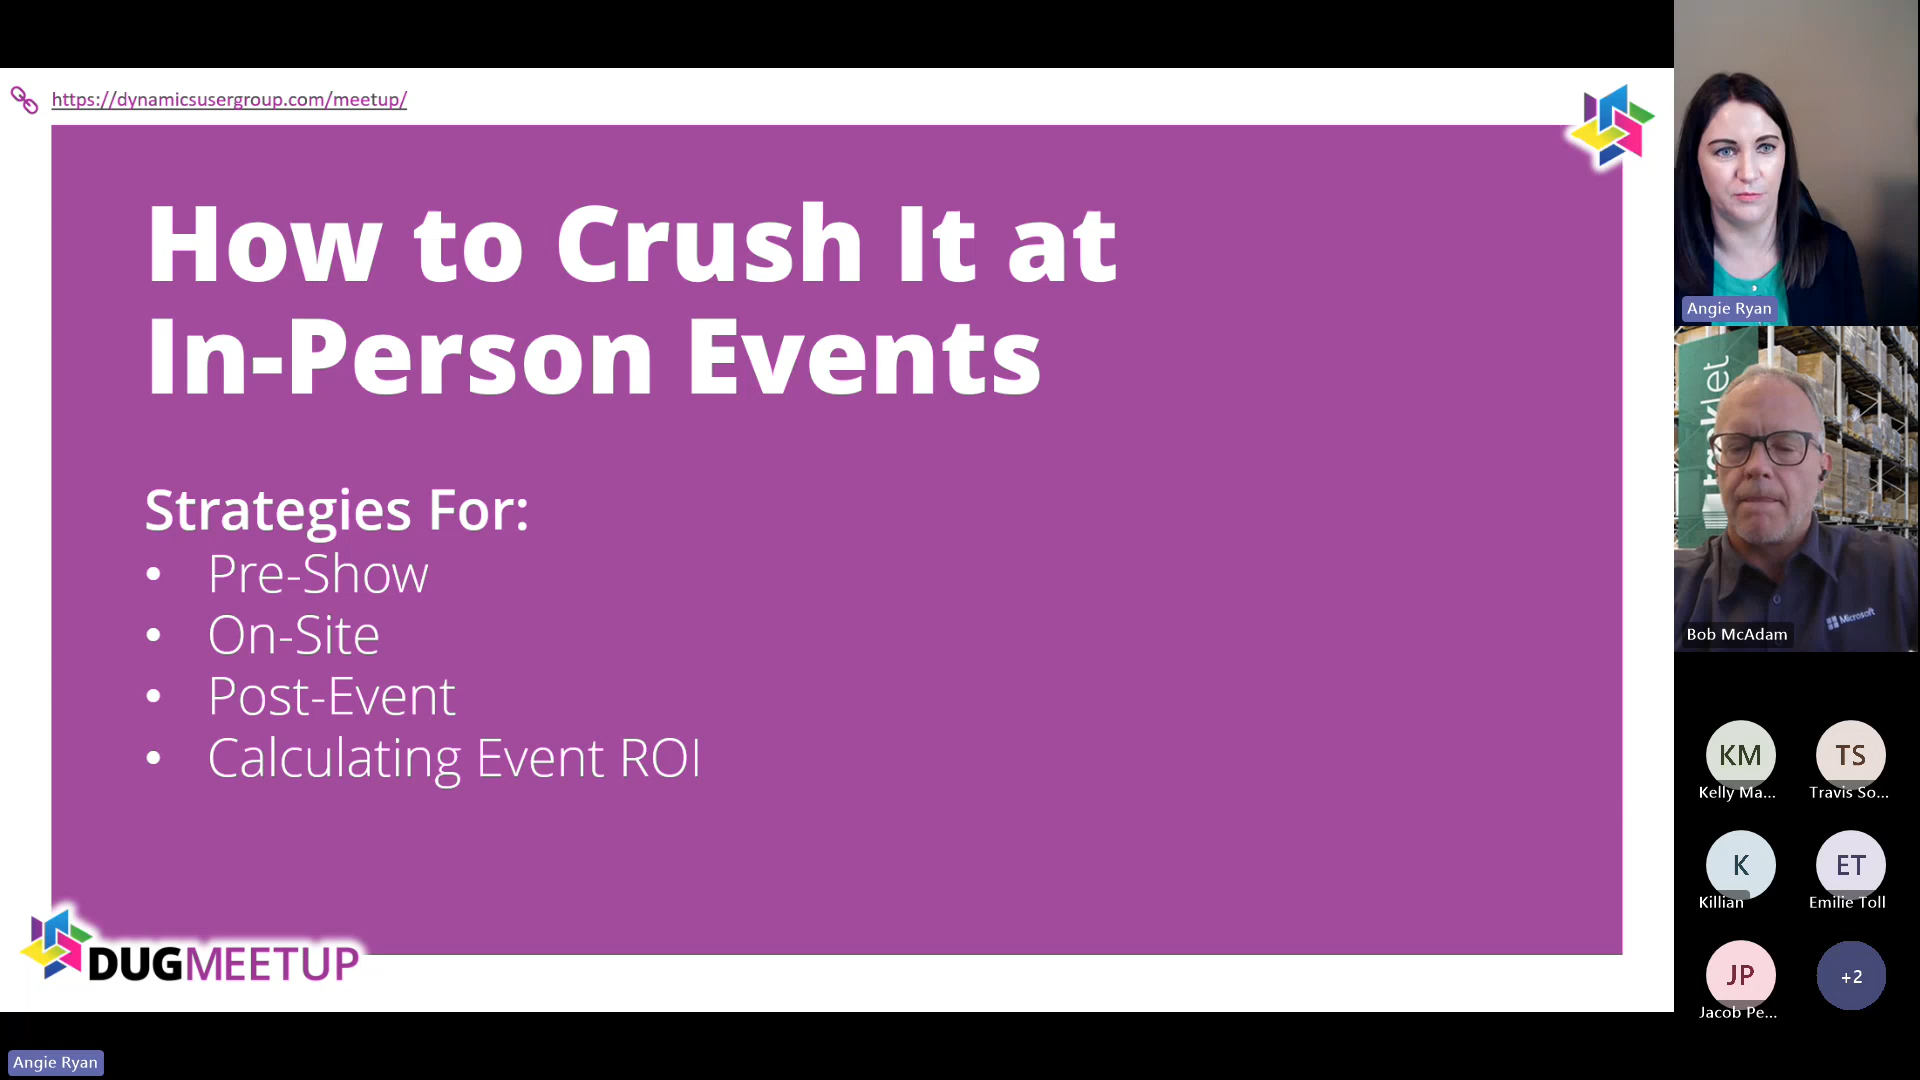 https://dynamicsusergroup.com/meetup/
How to Crush It at
In-Person Events
Strategies For:
• Pre-Show
• On-Site
• Post-Event
• Calculating Event ROI
DUGMEETUP
Angie Ryan
Angie Ryan
tasklet
Microsoft
Bob McAdam
KM
Kelly Ma...
TS
Travis So...
K
Killian
ET
Emilie Toll
JP
Jacob Pe...
+2